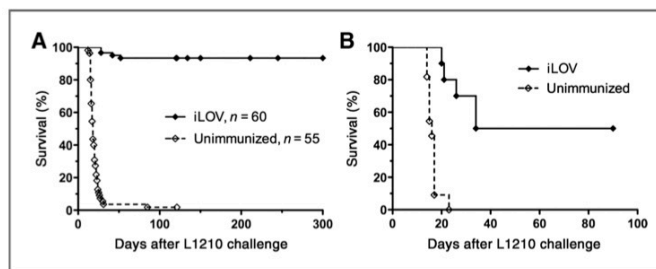 A
Survival (%)
100
80
60
40
20
0
0
100
200
300
Days after L1210 challenge
iLOV, n = 60
Unimmunized, n = 55
B
Survival (%)
100
80
60
40
20
0
0
20
40
60
80
100
Days after L1210 challenge
iLOV
Unimmunized